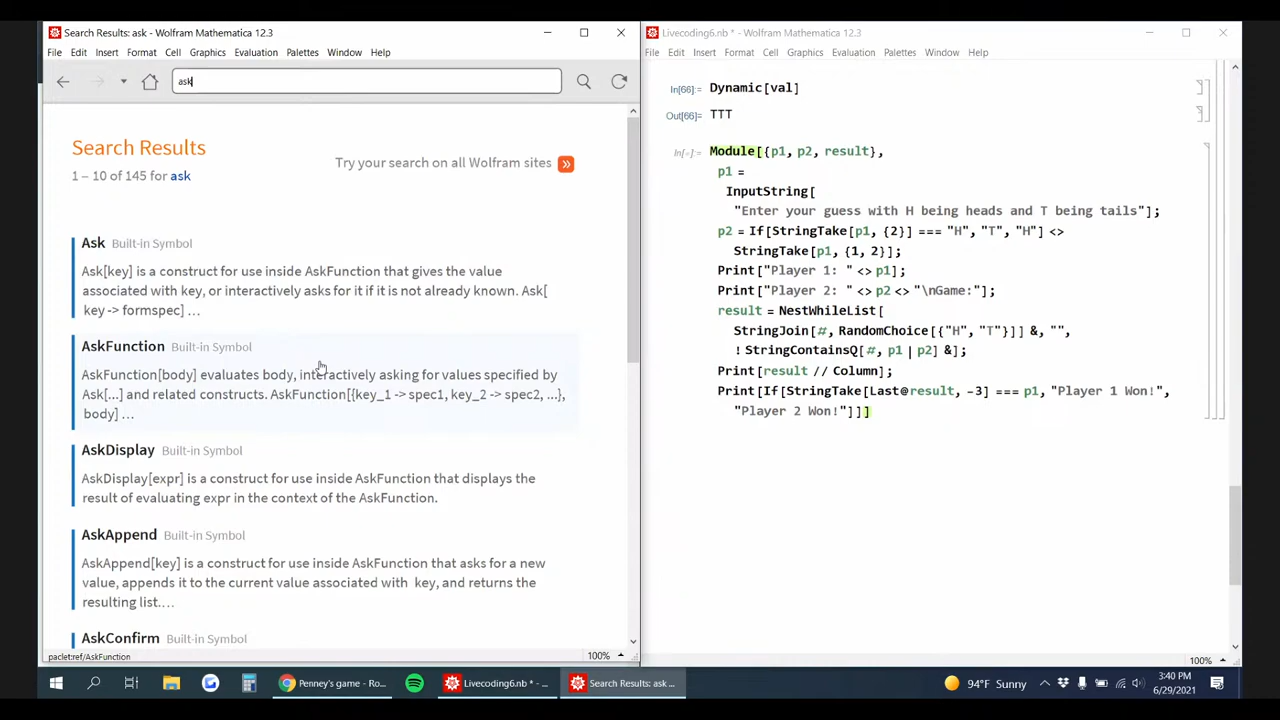 Search Results: ask - Wolfram Mathematica 12.3
File Edit Insert Format Cell Graphics Evaluation Palettes Window Help
ask
Search Results
Try your search on all Wolfram sites »
1 – 10 of 145 for ask
Ask Built-in Symbol
Ask[key] is a construct for use inside AskFunction that gives the value
associated with key, or interactively asks for it if it is not already known. Ask[
key -> formspec] …
AskFunction Built-in Symbol
AskFunction[body] evaluates body, interactively asking for values specified by
Ask[...] and related constructs. AskFunction[{key_1 -> spec1, key_2 -> spec2, ...},
body] …
AskDisplay Built-in Symbol
AskDisplay[expr] is a construct for use inside AskFunction that displays the
result of evaluating expr in the context of the AskFunction.
AskAppend Built-in Symbol
AskAppend[key] is a construct for use inside AskFunction that asks for a new
value, appends it to the current value associated with key, and returns the
resulting list.…
AskConfirm Built-in Symbol
paclet:ref/AskFunction
100%
Livecoding6.nb * - Wolfram Mathematica 12.3
File Edit Insert Format Cell Graphics Evaluation Palettes Window Help
In[66]:= Dynamic[val]
Out[66]= TTT
In[=]:= Module[{p1, p2, result},
p1 =
InputString[
"Enter your guess with H being heads and T being tails"];
p2 = If[StringTake[p1, {2}] === "H", "T", "H"] <>
StringTake[p1, {1, 2}];
Print["Player 1: " <> p1];
Print["Player 2: " <> p2 <> "\nGame:"];
result = NestWhileList[
StringJoin[#, RandomChoice[{"H", "T"}]] &, "",
! StringContainsQ[#, p1 | p2] &];
Print[result // Column];
Print[If[StringTake[Last@result, -3] === p1, "Player 1 Won!",
"Player 2 Won!"]]]
100%
Penney's game - Ro...
Livecoding6.nb * - ...
Search Results: ask ...
94°F Sunny
3:40 PM
6/29/2021